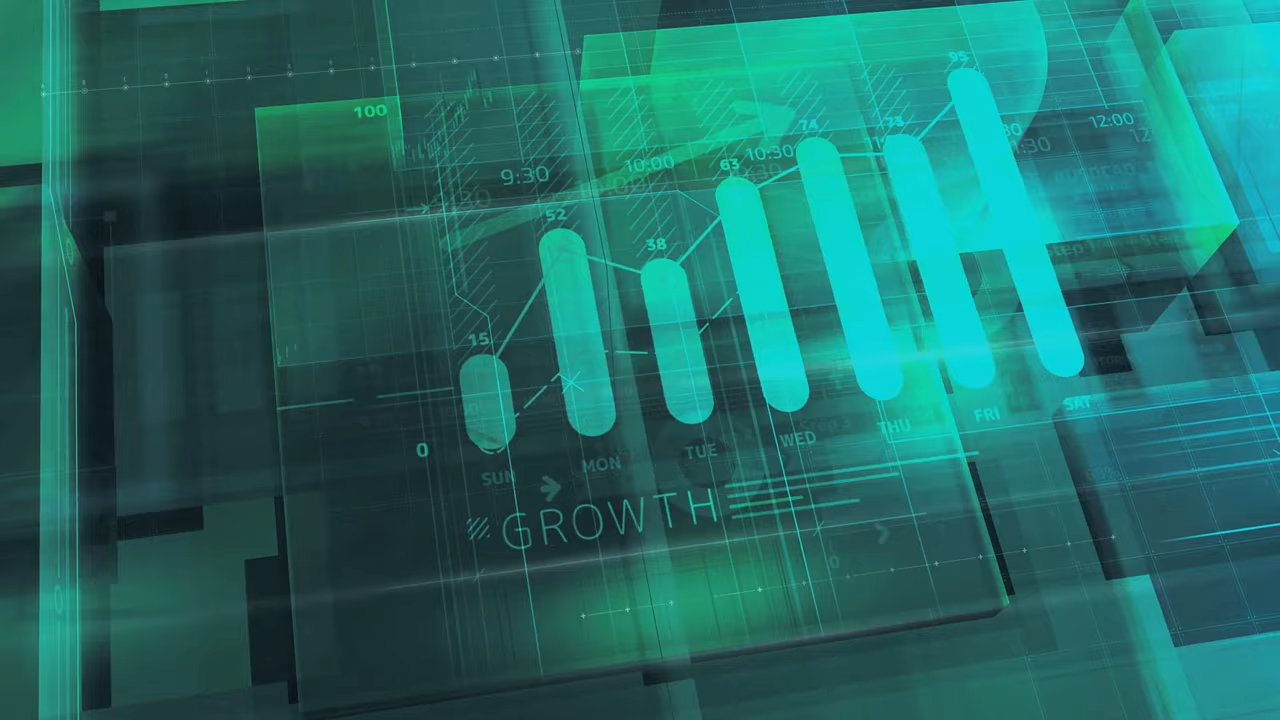 95
100
74
73
12:00
63
10:30
10:00
9:30
52
38
15
0
SUN
MON
TUE
WED
THU
FRI
SAT
GROWTH